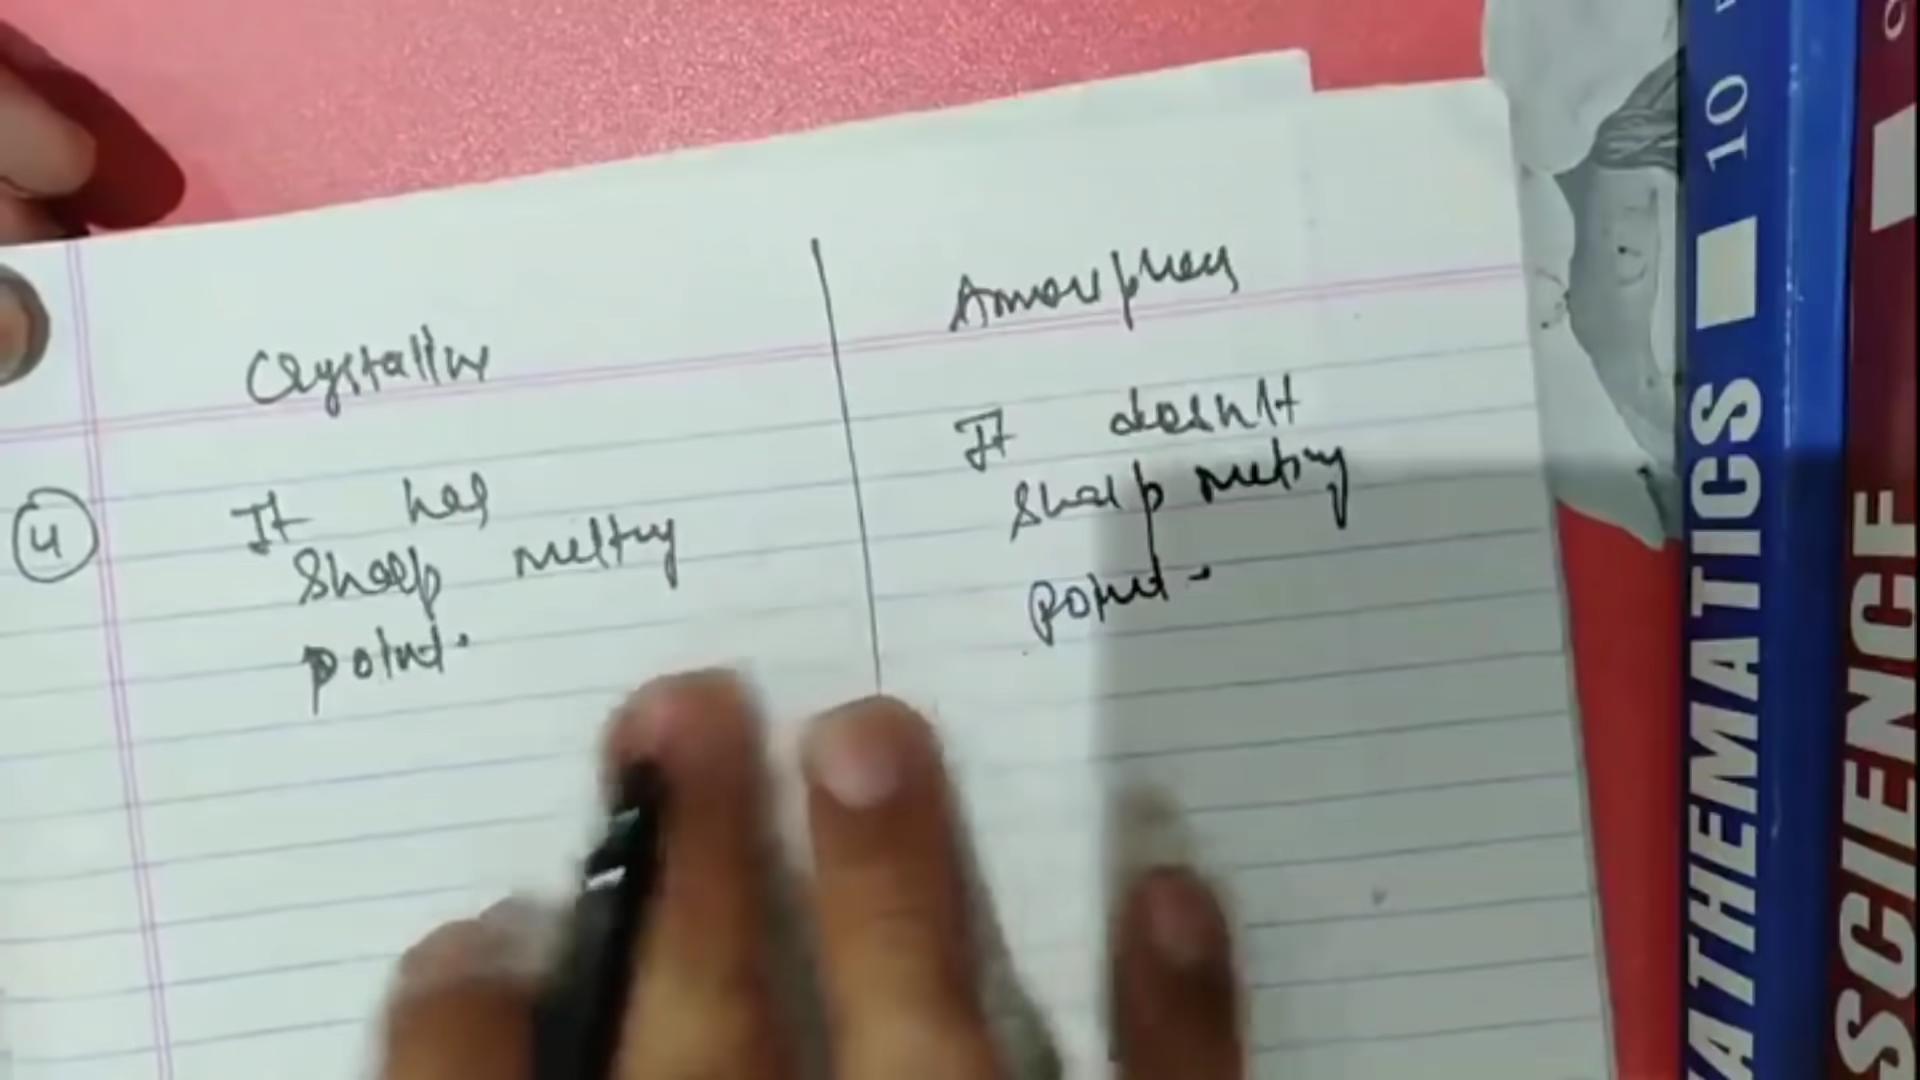 Crystalline
Amorphous
4
It has
Sharp melting
point.
It doesn't
Sharp melting
point.
10
MATHEMATICS
SCIENCE